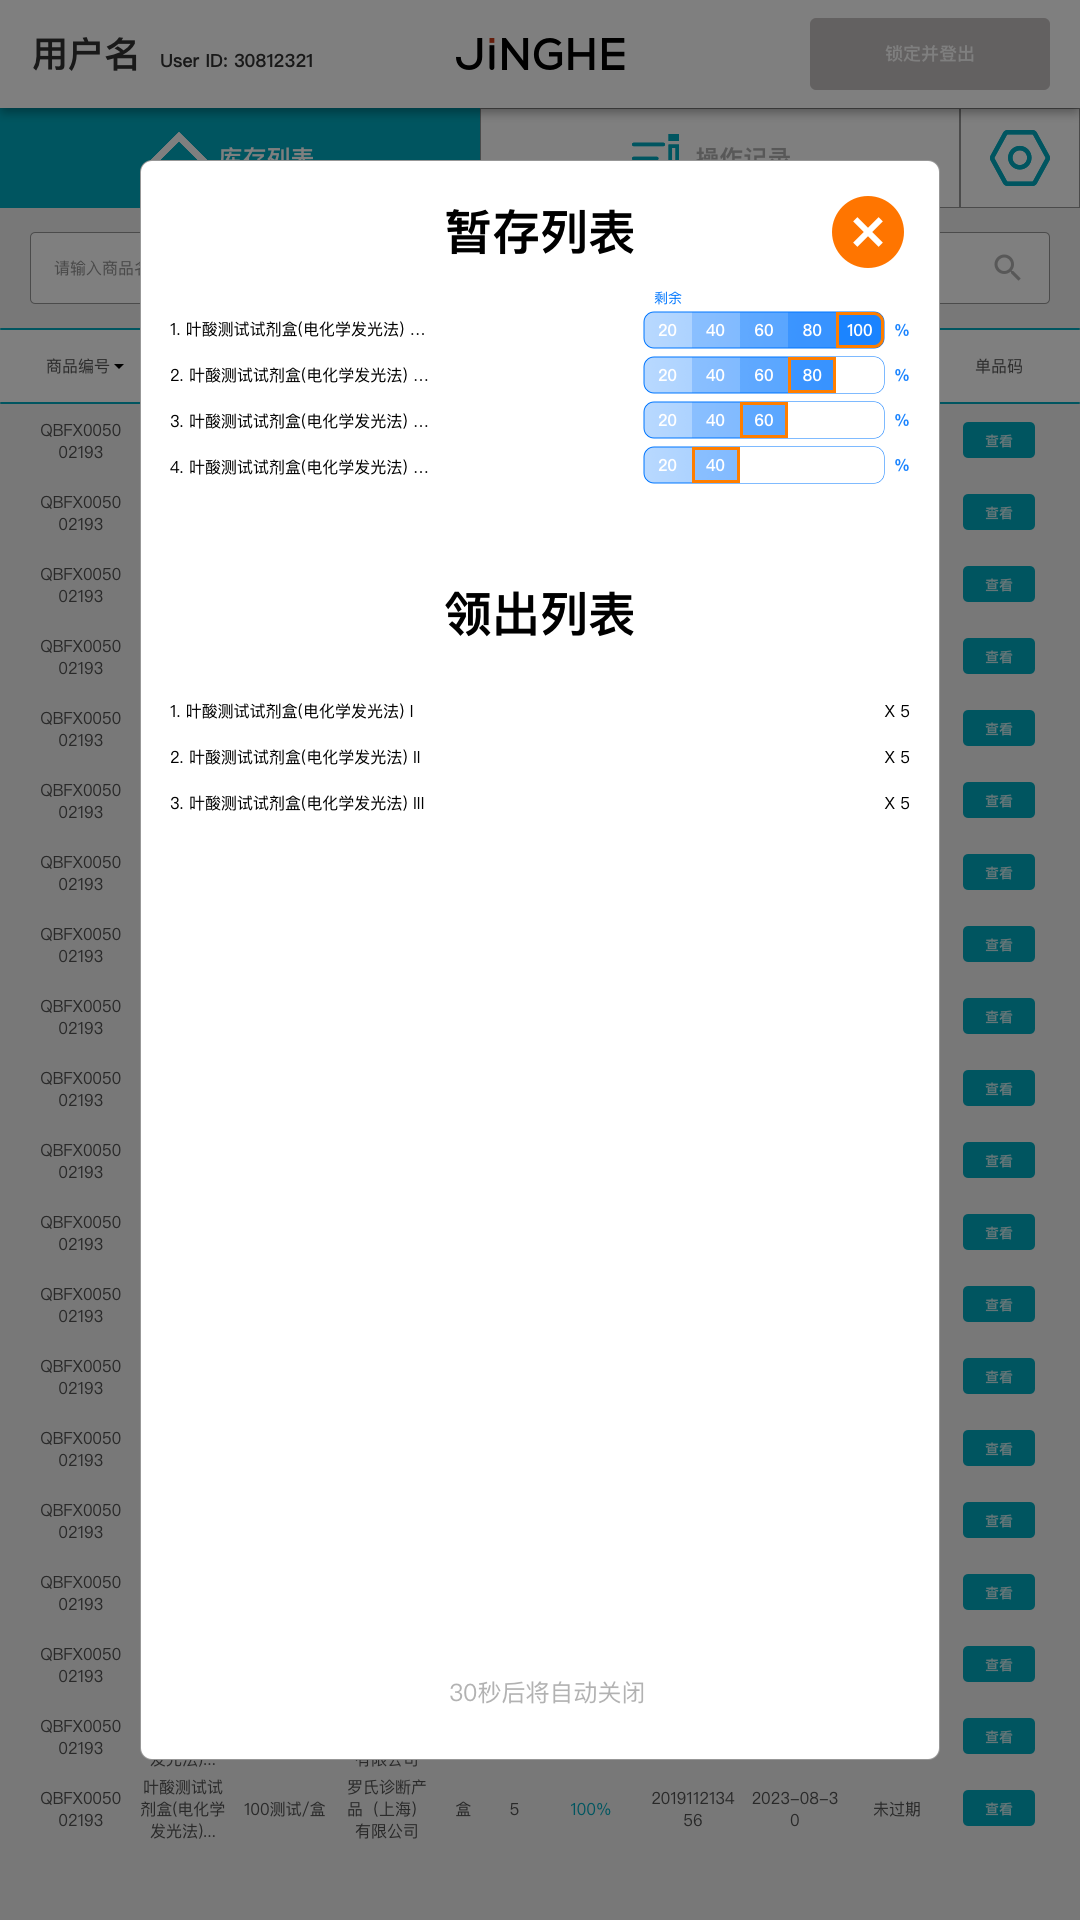 用户名 User ID: 30812321
JiNGHE
锁定并登出
库存列表
操作记录
请输入商品
暂存列表
剩余
1. 叶酸测试试剂盒(电化学发光法) ...
20 40 60 80 100 %
商品编号
单品码
2. 叶酸测试试剂盒(电化学发光法) ...
20 40 60 80 %
3. 叶酸测试试剂盒(电化学发光法) ...
20 40 60 %
4. 叶酸测试试剂盒(电化学发光法) ...
20 40 %
领出列表
1. 叶酸测试试剂盒(电化学发光法) I
X 5
2. 叶酸测试试剂盒(电化学发光法) II
X 5
3. 叶酸测试试剂盒(电化学发光法) III
X 5
30秒后将自动关闭
QBFX0050
02193
查看
QBFX0050
02193
查看
QBFX0050
02193
查看
QBFX0050
02193
查看
QBFX0050
02193
查看
QBFX0050
02193
查看
QBFX0050
02193
查看
QBFX0050
02193
查看
QBFX0050
02193
查看
QBFX0050
02193
查看
QBFX0050
02193
查看
QBFX0050
02193
查看
QBFX0050
02193
查看
QBFX0050
02193
查看
QBFX0050
02193
查看
QBFX0050
02193
查看
QBFX0050
02193
查看
QBFX0050
02193
查看
QBFX0050
02193
发光法)...
有限公司
查看
QBFX0050
02193
叶酸测试试
剂盒(电化学
发光法)...
100测试/盒
罗氏诊断产
品（上海）
有限公司
盒
5
100%
2019112134
56
2023-08-3
0
未过期
查看